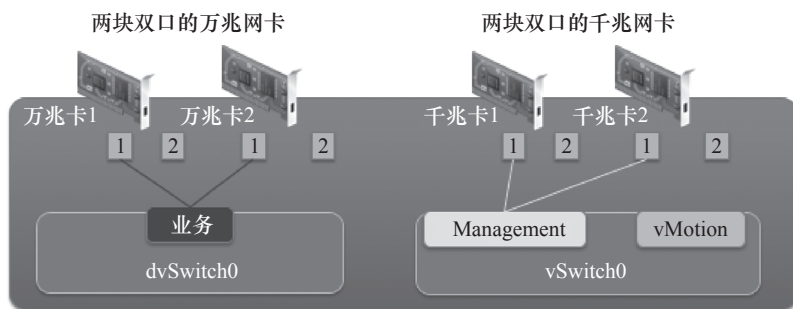 两块双口的万兆网卡 两块双口的千兆网卡
万兆卡1 万兆卡2 千兆卡1 千兆卡2
1 2 1 2 1 2 1 2
业务 Management vMotion
dvSwitch0 vSwitch0